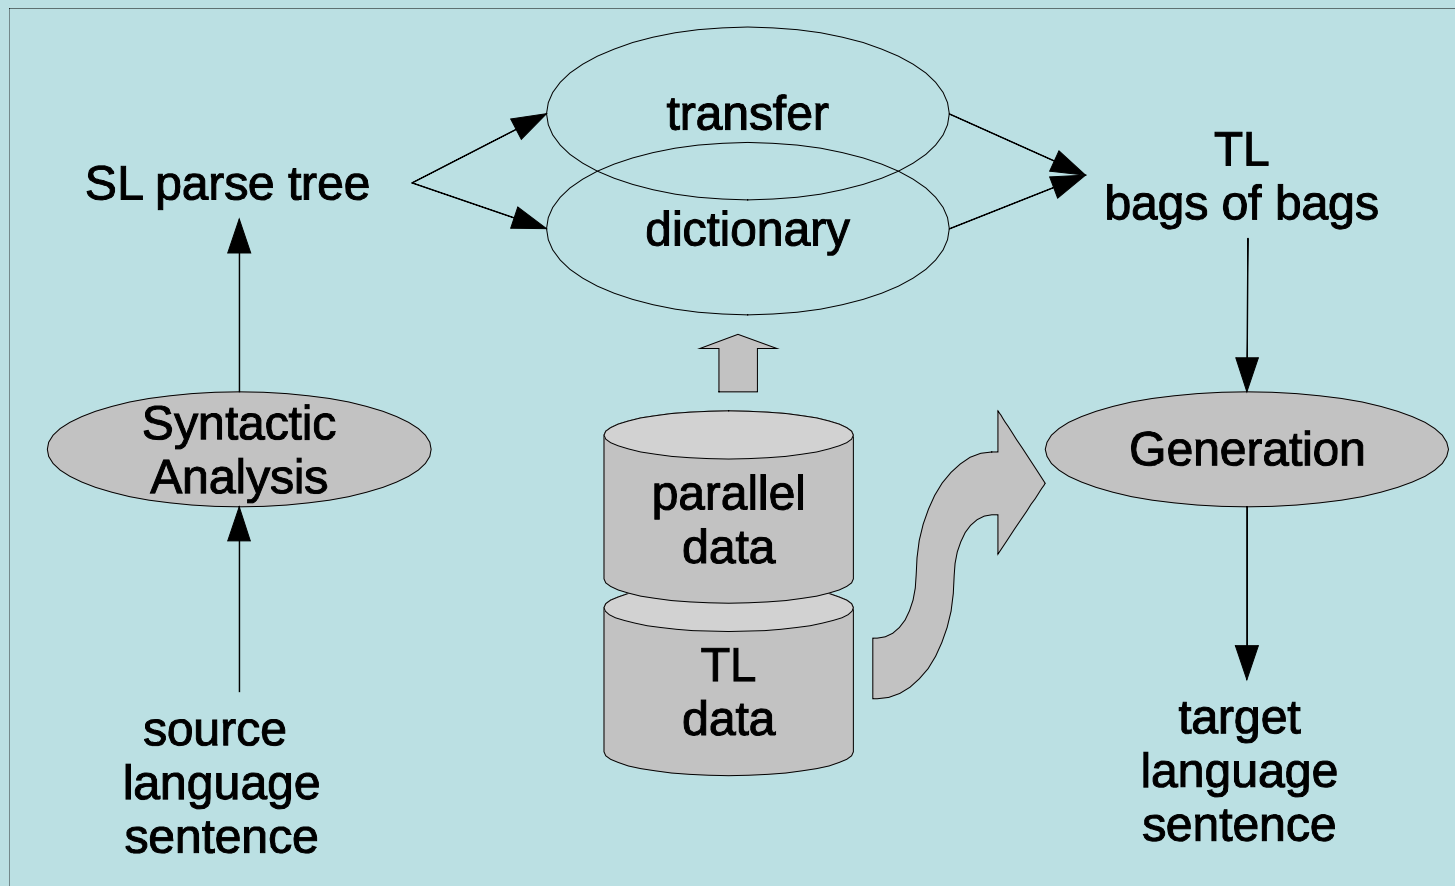 transfer
SL parse tree
dictionary
TL
bags of bags
Syntactic
Analysis
parallel
data
Generation
TL
data
source
language
sentence
target
language
sentence